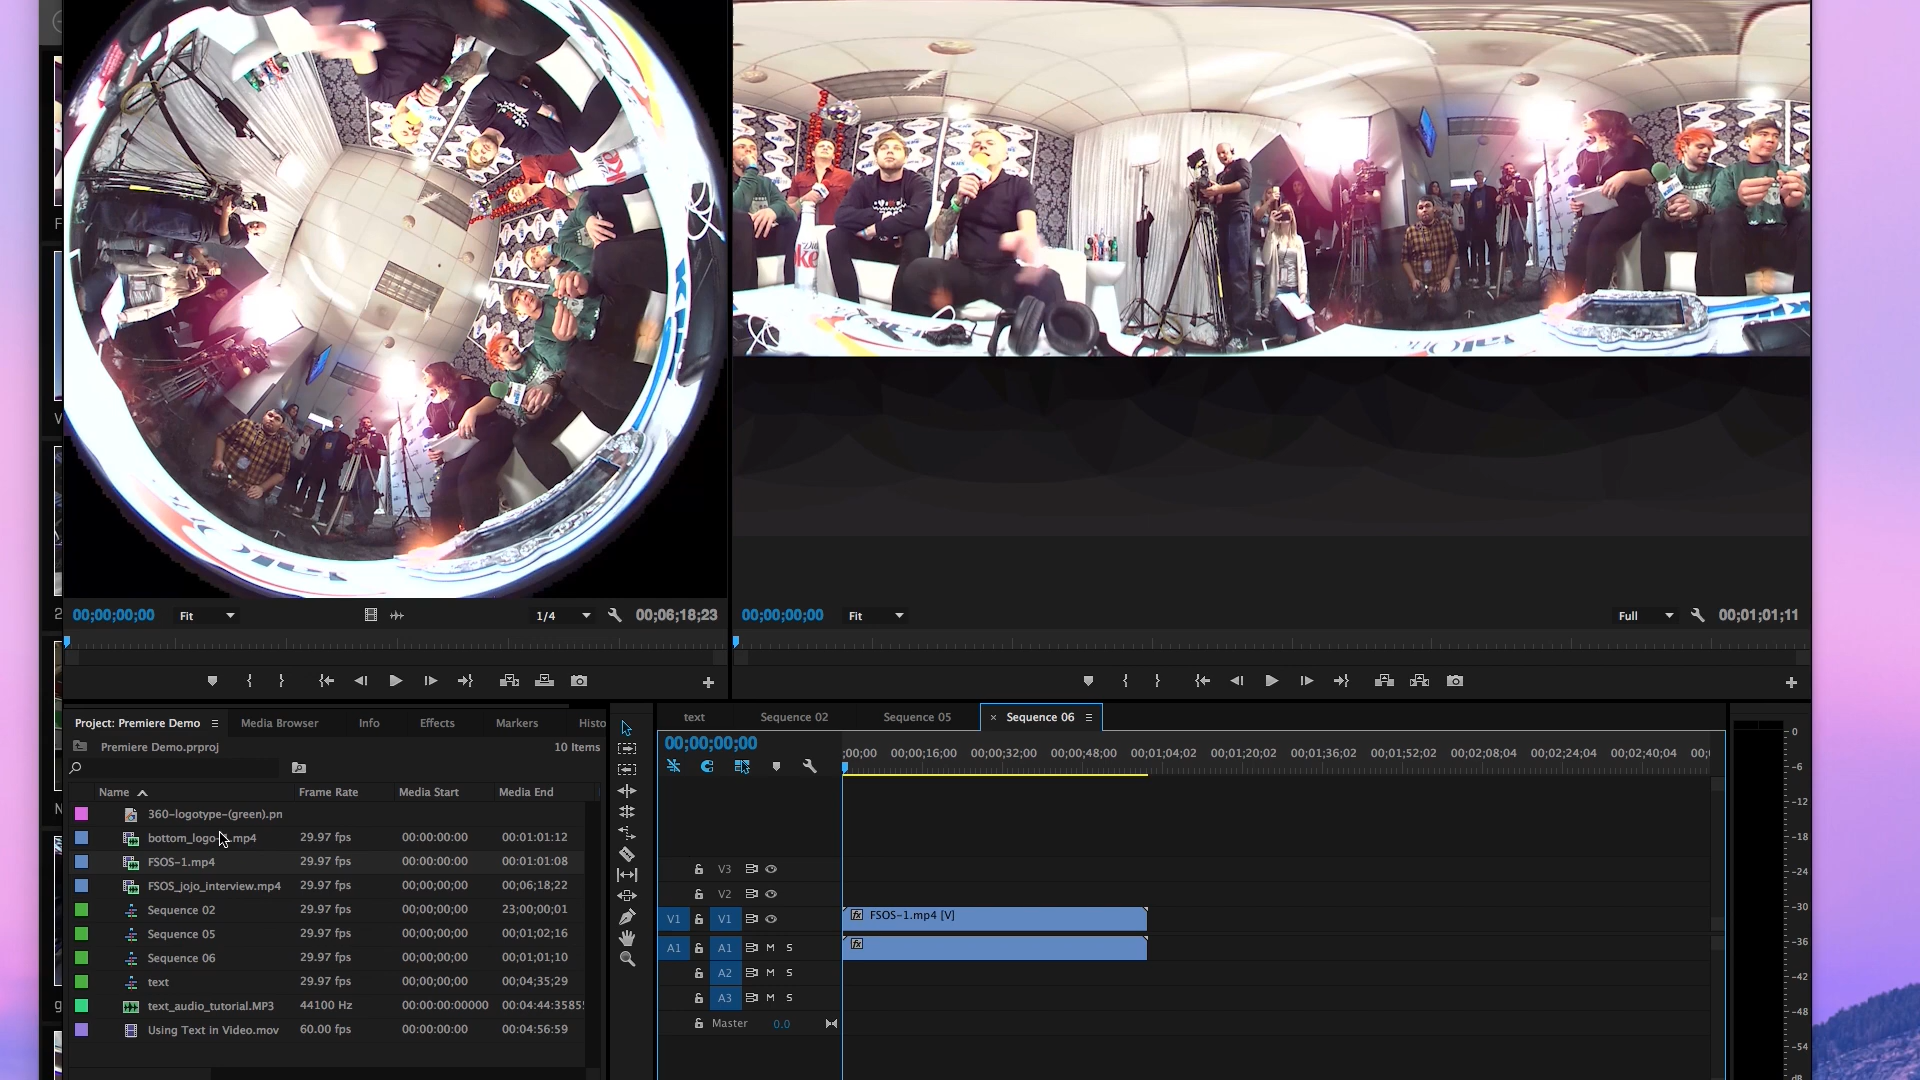 00;00;00;00 Fit 1/4 00;06;18;23
00;00;00;00 Fit Full 00;01;01;11
Project: Premiere Demo Media Browser Info Effects Markers Histo
Premiere Demo.prproj 10 Items
Name Frame Rate Media Start Media End
360-logotype-(green).pn
bottom_logo .mp4 29.97 fps 00:00:00:00 00:01:01:12
FSOS-1.mp4 29.97 fps 00:00:00:00 00:01:01:08
FSOS_jojo_interview.mp4 29.97 fps 00;00;00;00 00;06;18;22
Sequence 02 29.97 fps 00;00;00;00 23;00;00;01
Sequence 05 29.97 fps 00;00;00;00 00;01;02;16
Sequence 06 29.97 fps 00;00;00;00 00;01;01;10
text 29.97 fps 00;00;00;00 00;04;35;29
text_audio_tutorial.MP3 44100 Hz 00:00:00:00000 00:04:44:3585
Using Text in Video.mov 60.00 fps 00:00:00:00 00:04:56:59
text Sequence 02 Sequence 05 × Sequence 06
00;00;00;00
;00;00 00;00;16;00 00;00;32;00 00;00;48;00 00;01;04;02 00;01;20;02 00;01;36;02 00;01;52;02 00;02;08;04 00;02;24;04 00;02;40;04 00;
V3
V2
V1 V1 fx FSOS-1.mp4 [V]
A1 A1 M S fx
A2 M S
A3 M S
Master 0.0
0
-6
-12
-18
-24
-30
-36
-42
-48
-54
dB